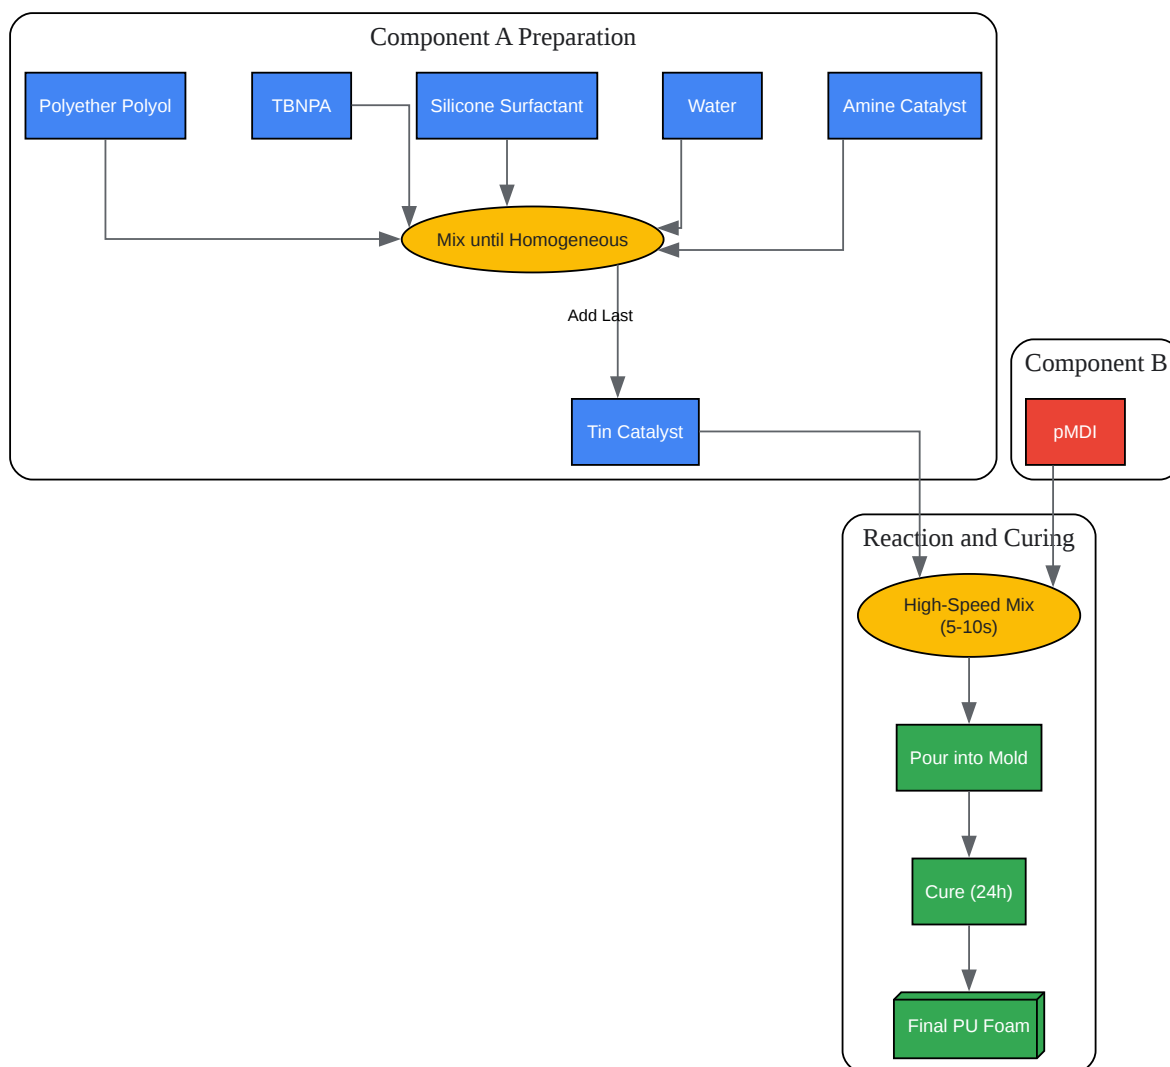 Component A Preparation
Polyether Polyol
TBNPA
Silicone Surfactant
Water
Amine Catalyst
Mix until Homogeneous
Add Last
Component B
Tin Catalyst
pMDI
Reaction and Curing
High-Speed Mix
(5-10s)
Pour into Mold
Cure (24h)
Final PU Foam